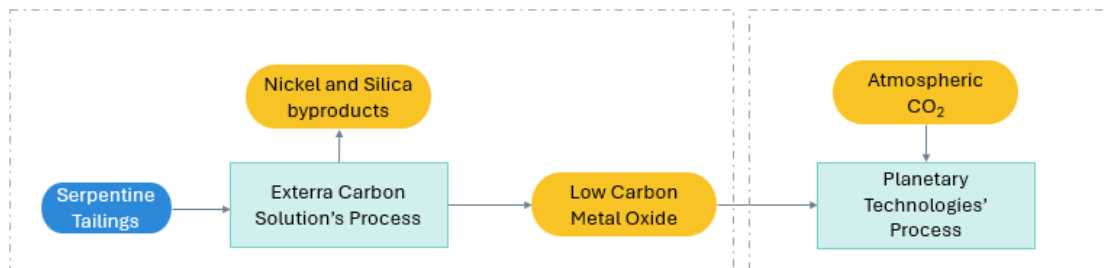 Nickel and Silica
byproducts
Atmospheric
CO₂
Serpentine
Tailings
Exterra Carbon
Solution's Process
Low Carbon
Metal Oxide
Planetary
Technologies'
Process